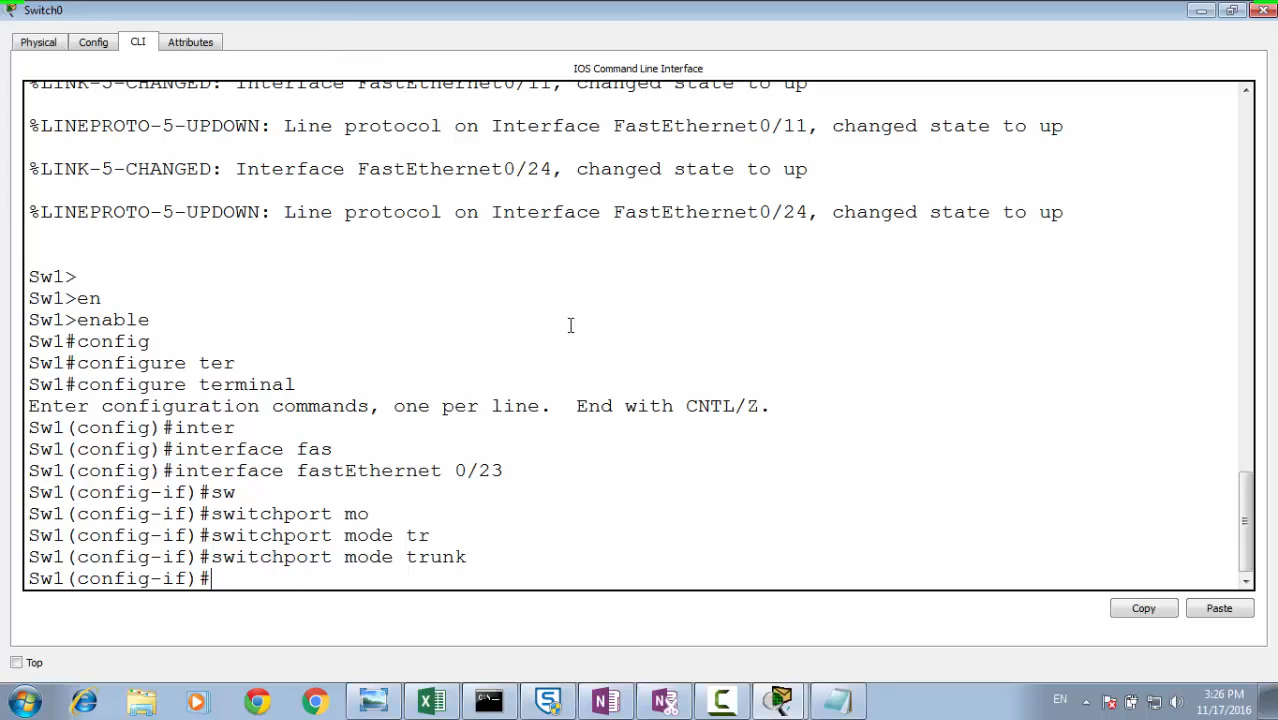 Switch0
Physical
Config
CLI
Attributes
IOS Command Line Interface
%LINK-5-CHANGED: Interface FastEthernet0/11, changed state to up
%LINEPROTO-5-UPDOWN: Line protocol on Interface FastEthernet0/11, changed state to up
%LINK-5-CHANGED: Interface FastEthernet0/24, changed state to up
%LINEPROTO-5-UPDOWN: Line protocol on Interface FastEthernet0/24, changed state to up
Sw1>
Sw1>en
Sw1>enable
Sw1#config
Sw1#configure ter
Sw1#configure terminal
Enter configuration commands, one per line.  End with CNTL/Z.
Sw1(config)#inter
Sw1(config)#interface fas
Sw1(config)#interface fastEthernet 0/23
Sw1(config-if)#sw
Sw1(config-if)#switchport mo
Sw1(config-if)#switchport mode tr
Sw1(config-if)#switchport mode trunk
Sw1(config-if)#
Copy
Paste
Top
EN
3:26 PM
11/17/2016